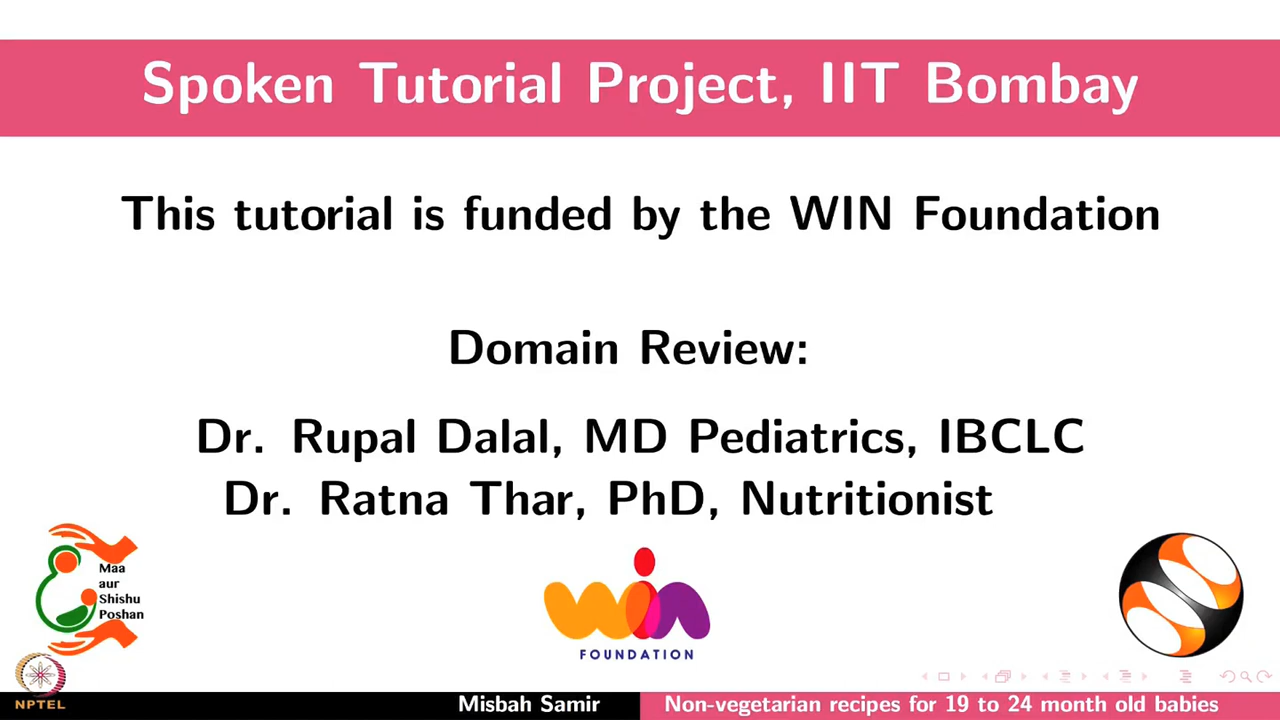 Spoken Tutorial Project, IIT Bombay
This tutorial is funded by the WIN Foundation
Domain Review:
Dr. Rupal Dalal, MD Pediatrics, IBCLC
Dr. Ratna Thar, PhD, Nutritionist
Maa
aur
Shishu
Poshan
win
FOUNDATION
NPTEL
Misbah Samir
Non-vegetarian recipes for 19 to 24 month old babies